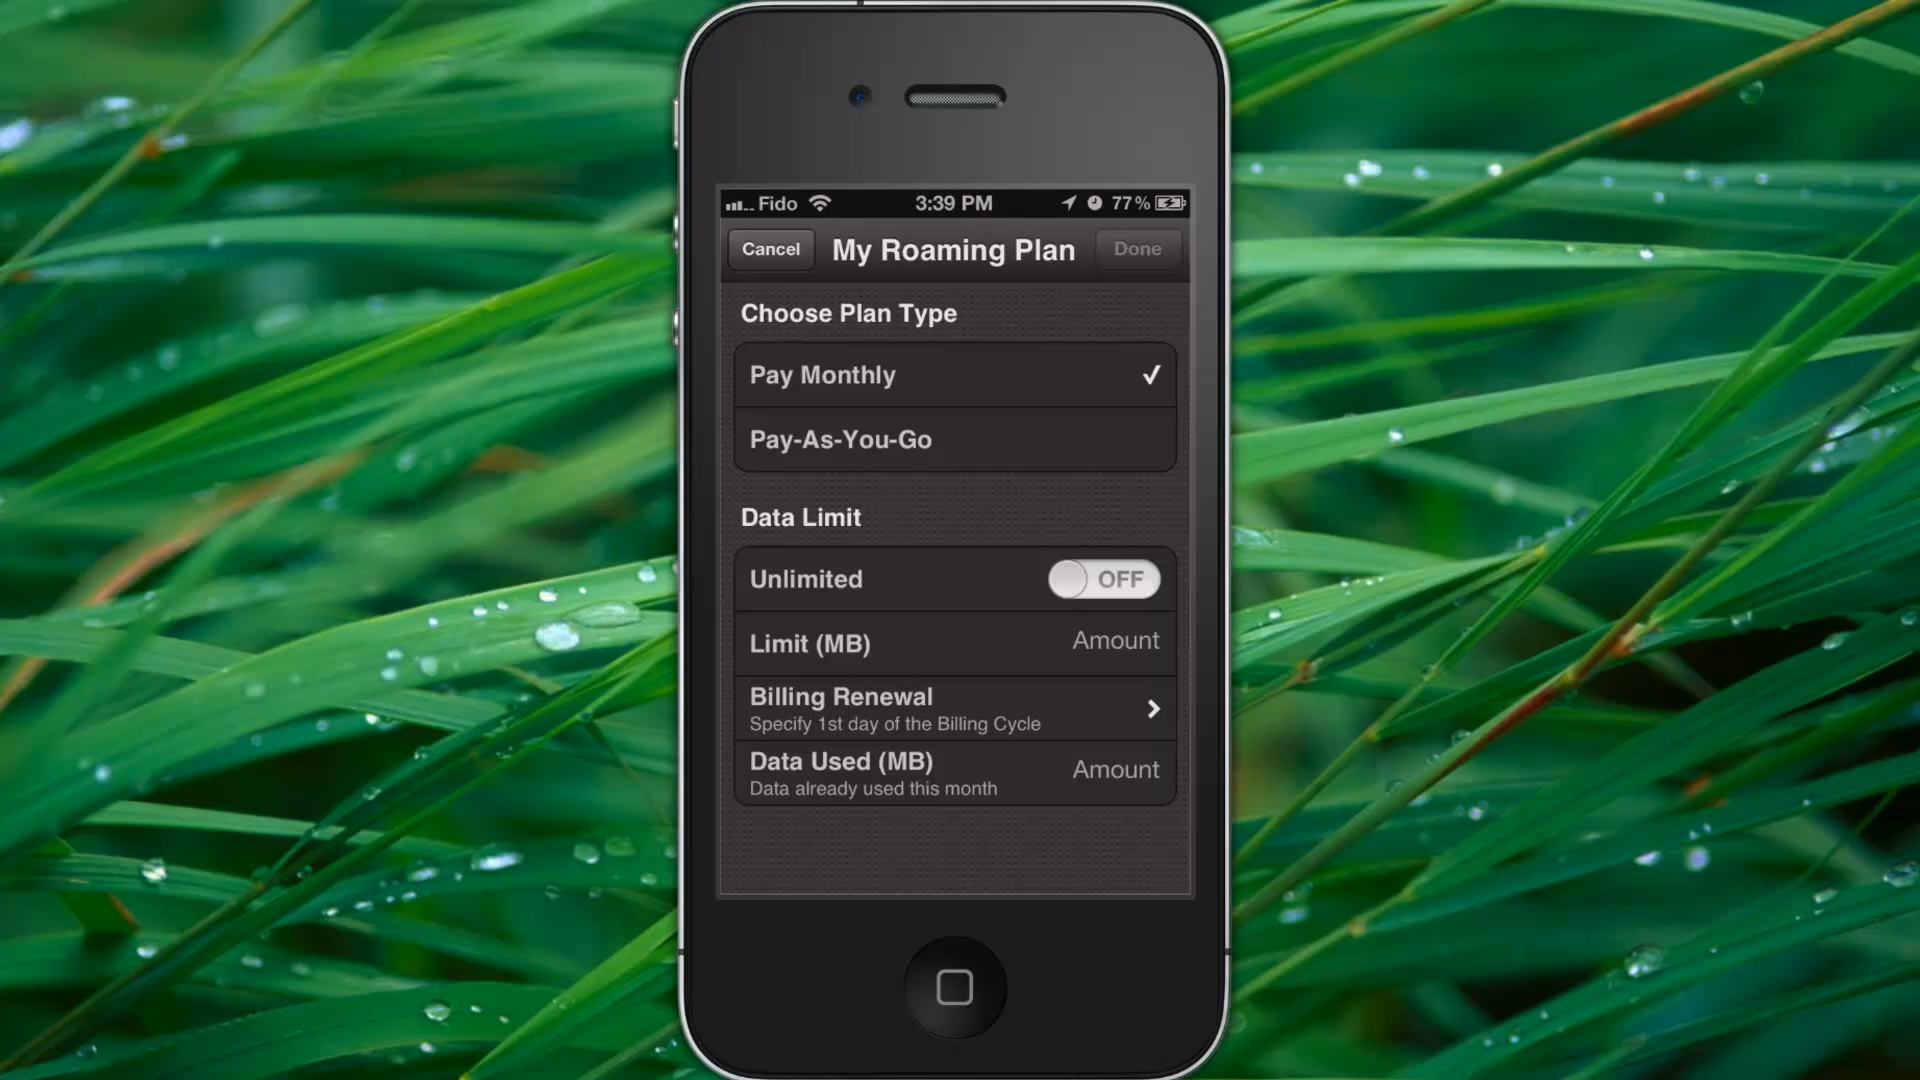 Fido 3:39 PM 77%
Cancel My Roaming Plan Done
Choose Plan Type
Pay Monthly
Pay-As-You-Go
Data Limit
Unlimited OFF
Limit (MB) Amount
Billing Renewal
Specify 1st day of the Billing Cycle
Data Used (MB) Amount
Data already used this month